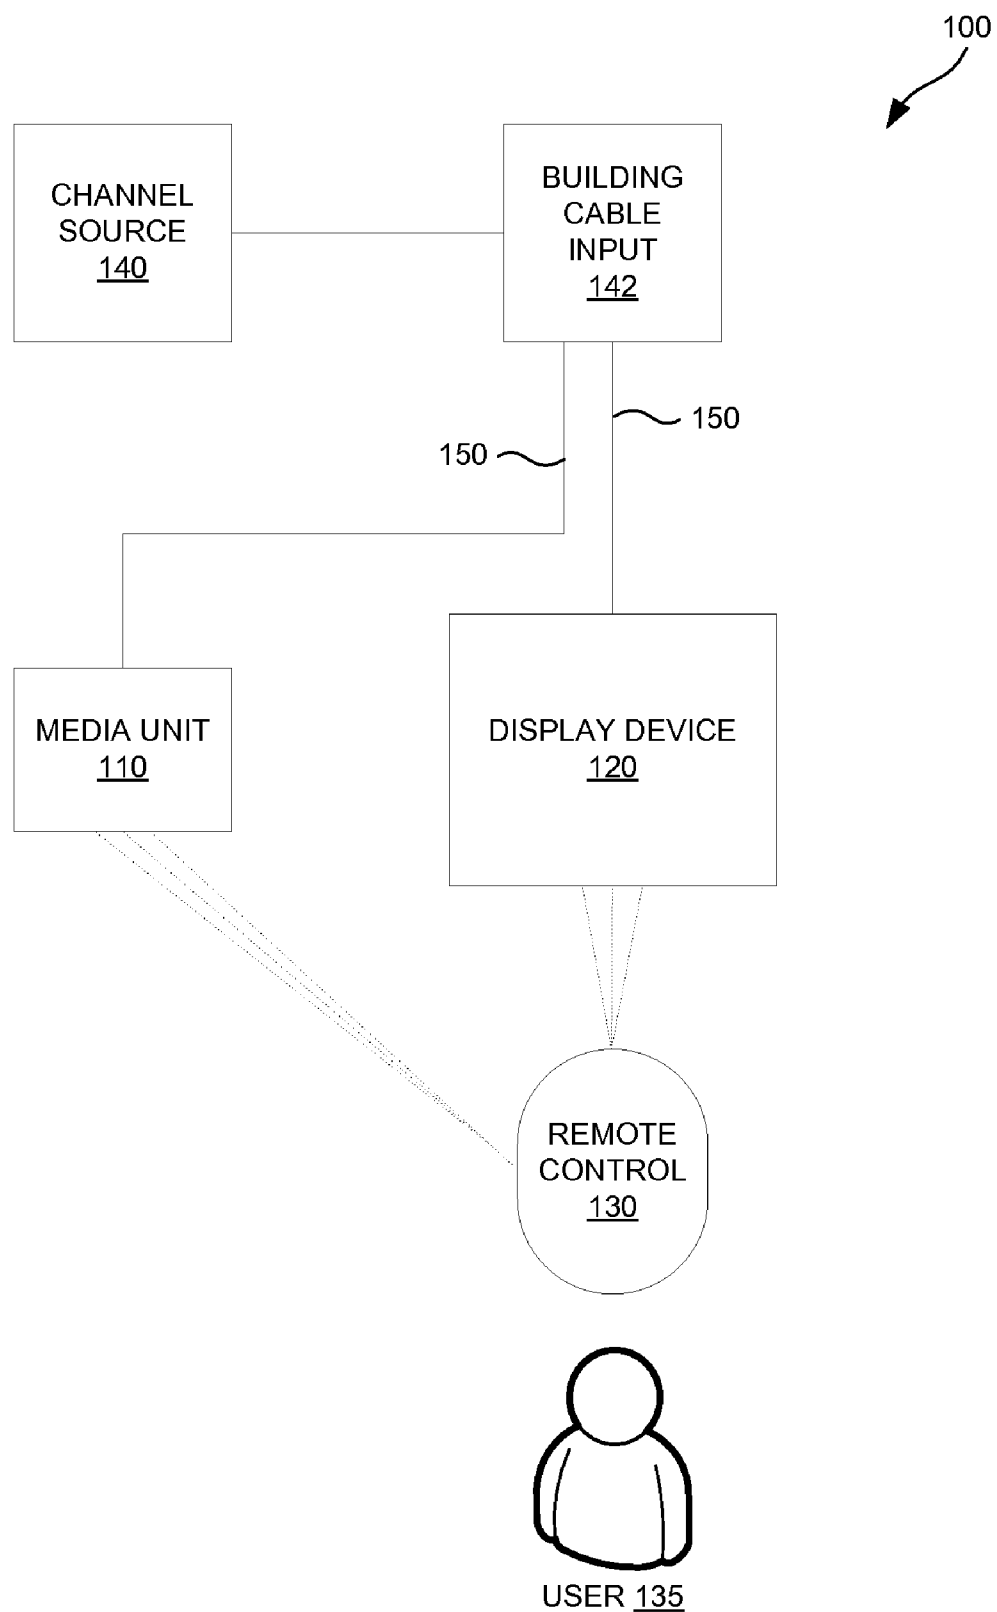 100
CHANNEL
SOURCE
140
BUILDING
CABLE
INPUT
142
150
150
MEDIA UNIT
110
DISPLAY DEVICE
120
REMOTE
CONTROL
130
USER 135